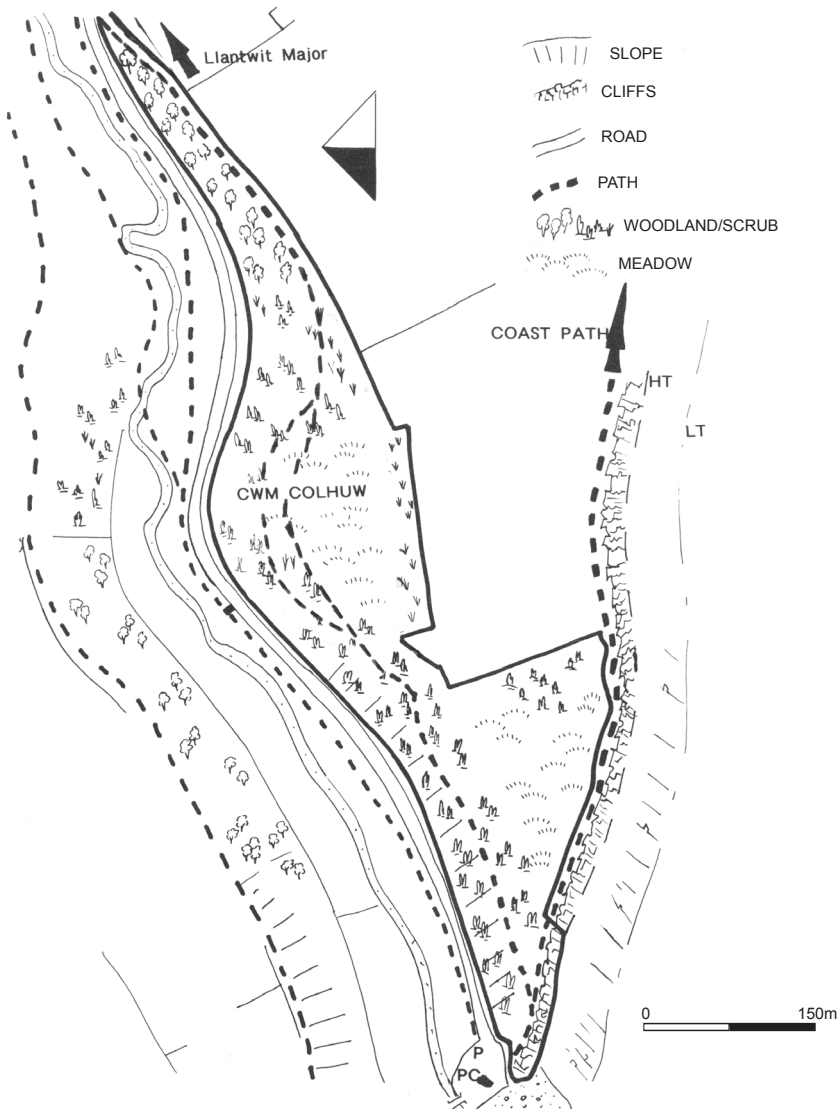 Llantwit Major
SLOPE
CLIFFS
ROAD
PATH
WOODLAND/SCRUB
MEADOW
COAST PATH
HT
LT
CWM COLHUW
0 150m
P
PC